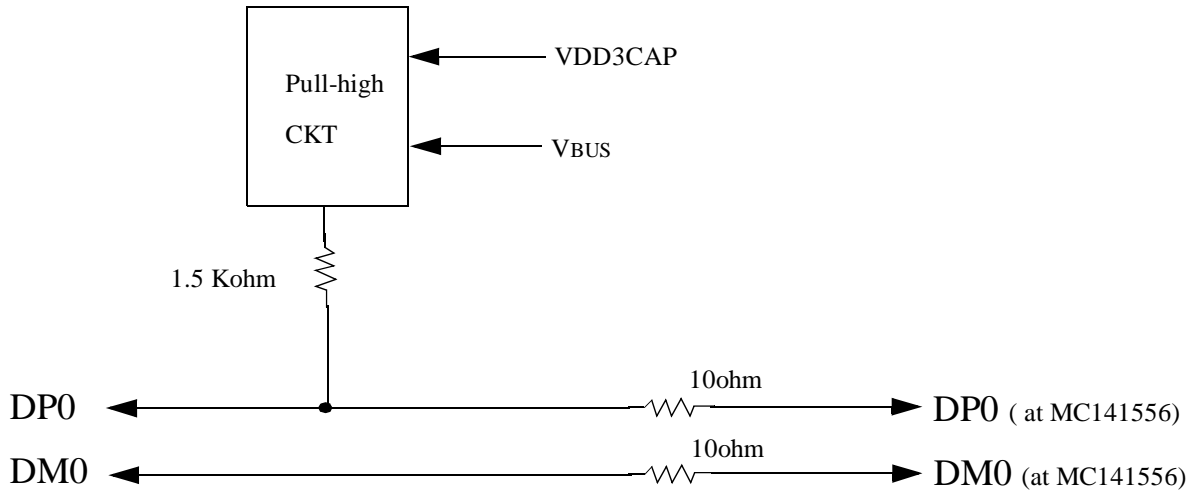 Pull-high
CKT
VDD3CAP
VBUS
1.5 Kohm
10ohm
DP0
DP0 ( at MC141556)
10ohm
DM0
DM0 (at MC141556)